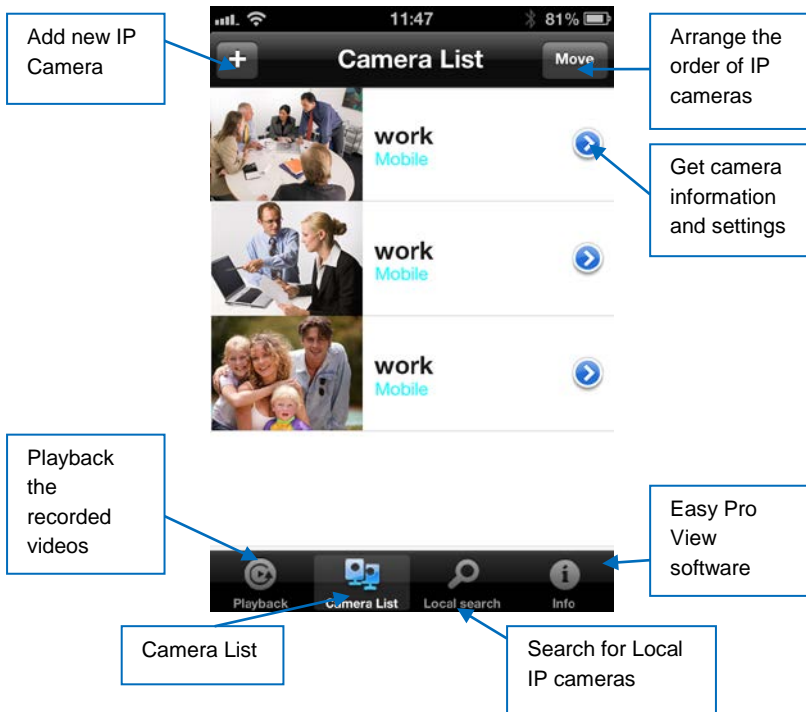 11:47
81%
Add new IP
Camera
+
Camera List
Move
Arrange the
order of IP
cameras
work
Mobile
Get camera
information
and settings
work
Mobile
work
Mobile
Playback
the
recorded
videos
Easy Pro
View
software
Playback
Camera List
Local search
Info
Camera List
Search for Local
IP cameras